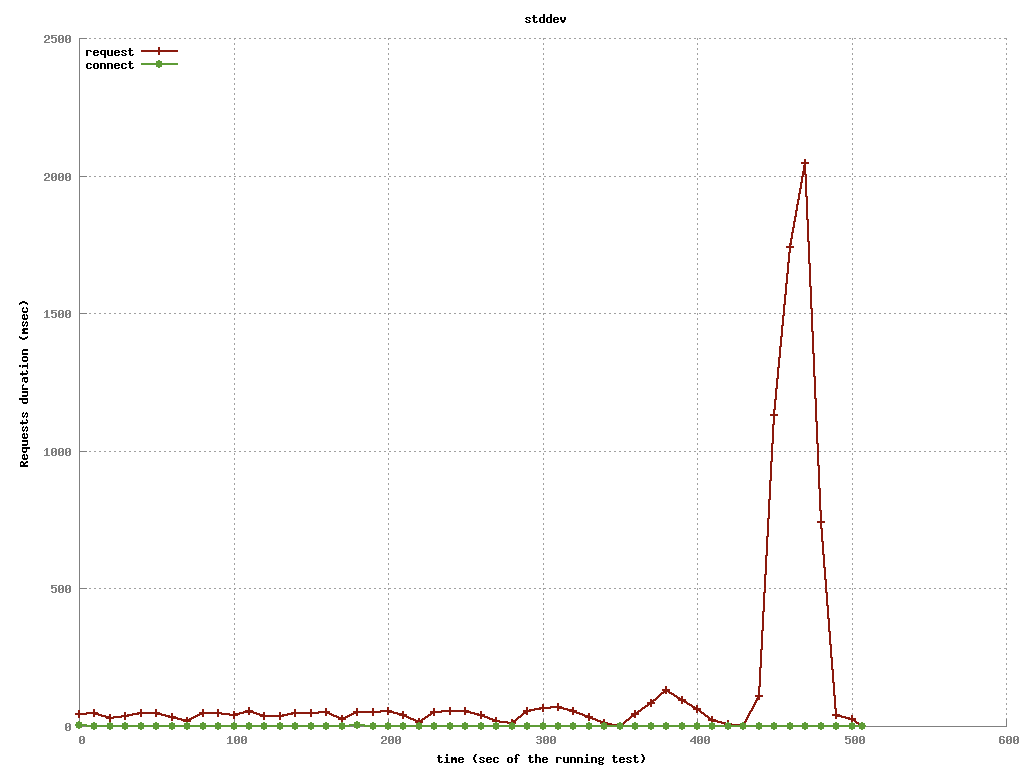 stddev
2500
request
connect
2000
1500
1000
500
0
0 100 200 300 400 500 600
Requests duration (msec)
time (sec of the running test)